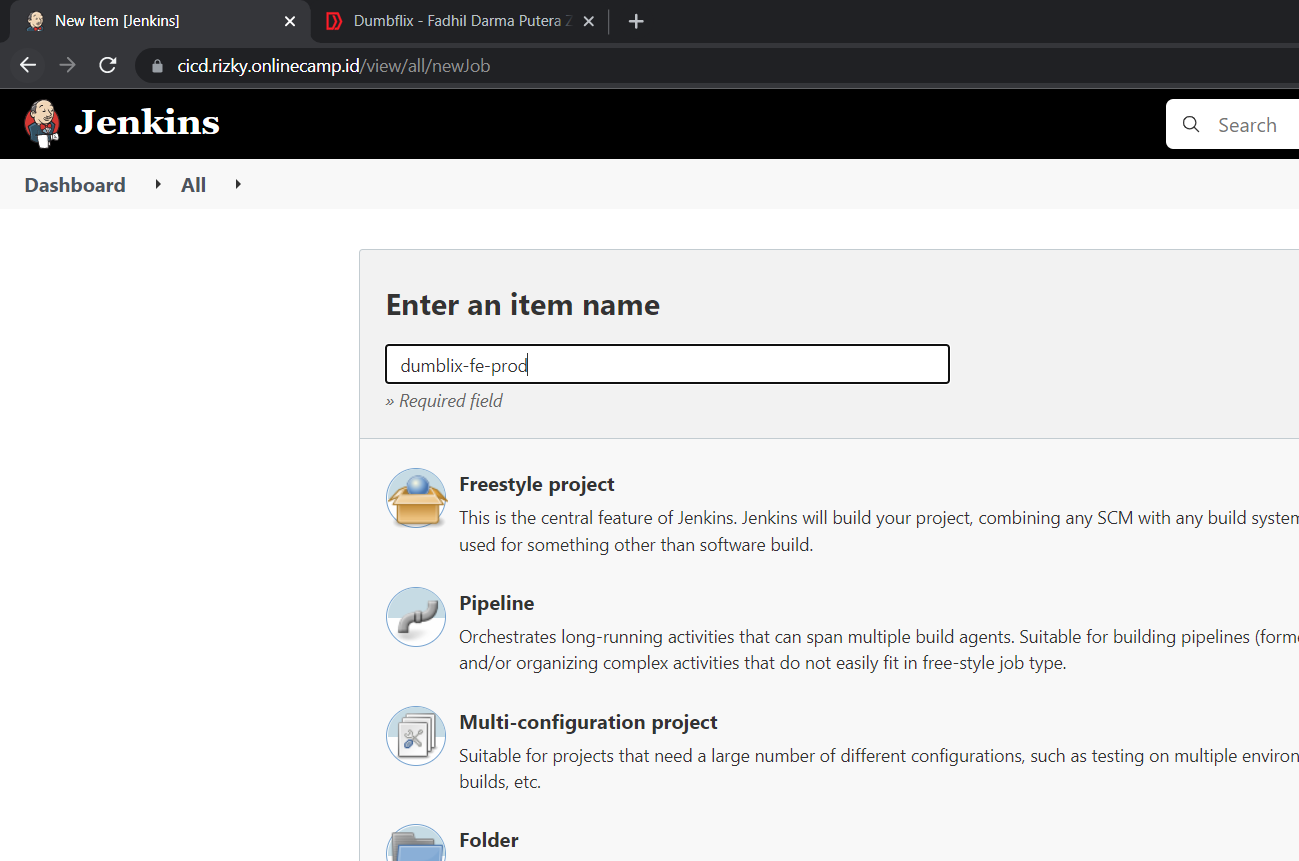 New Item [Jenkins]
Dumbflix - Fadhil Darma Putera Z
cicd.rizky.onlinecamp.id/view/all/newJob
Jenkins
Search
Dashboard
All
Enter an item name
dumblix-fe-prod
» Required field
Freestyle project
This is the central feature of Jenkins. Jenkins will build your project, combining any SCM with any build system
used for something other than software build.
Pipeline
Orchestrates long-running activities that can span multiple build agents. Suitable for building pipelines (forme
and/or organizing complex activities that do not easily fit in free-style job type.
Multi-configuration project
Suitable for projects that need a large number of different configurations, such as testing on multiple environ
builds, etc.
Folder